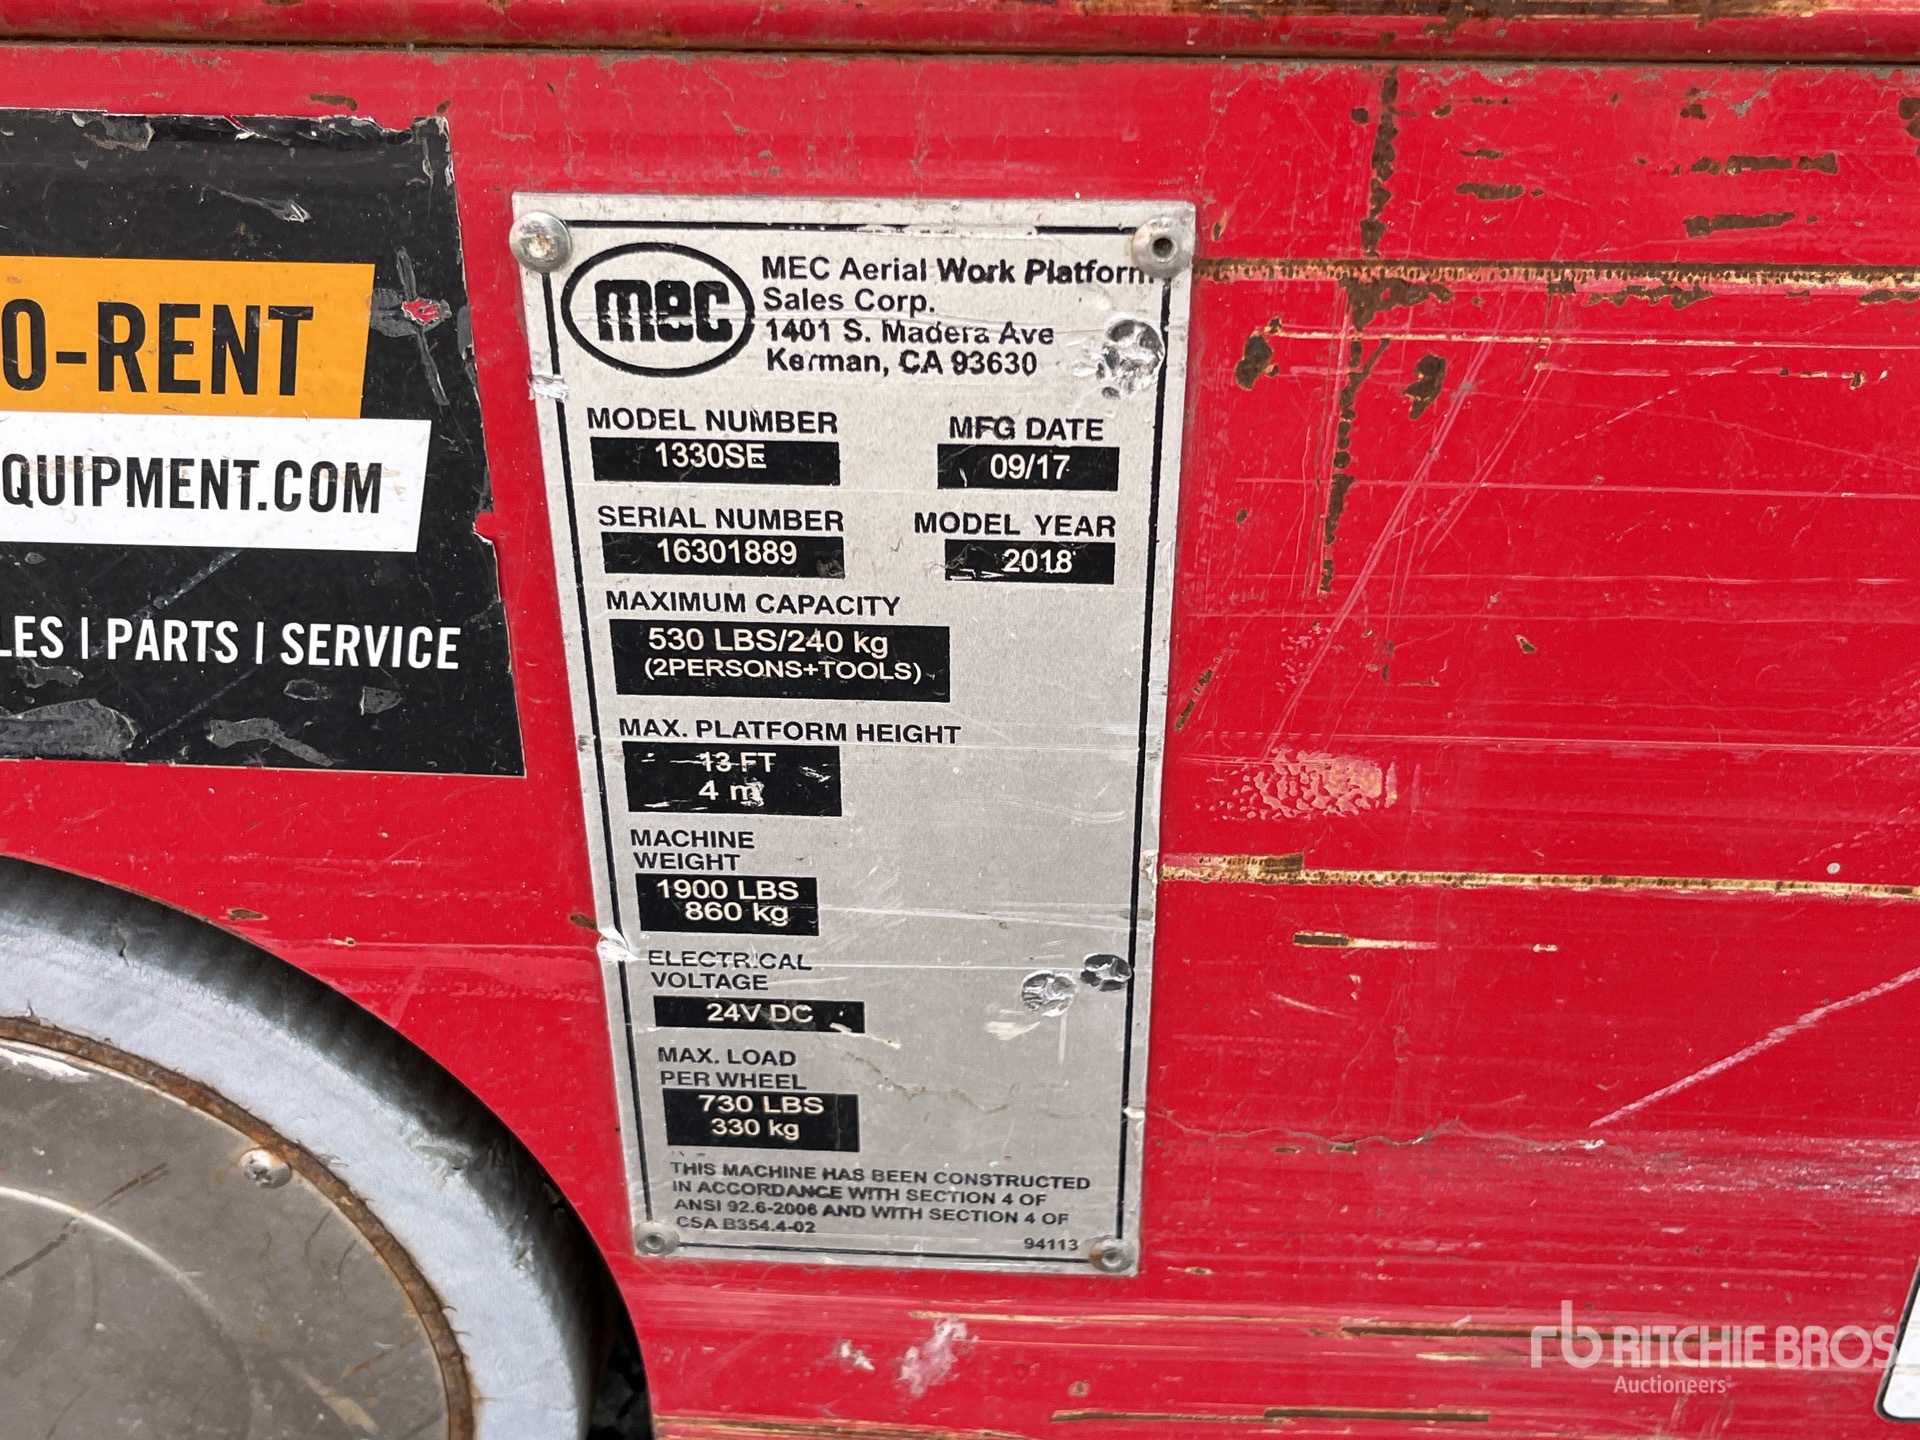 O-RENT
QUIPMENT.COM
LES | PARTS | SERVICE
mec
MEC Aerial Work Platform
Sales Corp.
1401 S. Madera Ave
Kerman, CA 93630
MODEL NUMBER
1330SE
MFG DATE
09/17
SERIAL NUMBER
16301889
MODEL YEAR
2018
MAXIMUM CAPACITY
530 LBS/240 kg
(2PERSONS+TOOLS)
MAX. PLATFORM HEIGHT
13 FT
4 m
MACHINE
WEIGHT
1900 LBS
860 kg
ELECTRICAL
VOLTAGE
24V DC
MAX. LOAD
PER WHEEL
730 LBS
330 kg
THIS MACHINE HAS BEEN CONSTRUCTED
IN ACCORDANCE WITH SECTION 4 OF
ANSI 92.6-2006 AND WITH SECTION 4 OF
CSA B354.4-02
94113
rb RITCHIE BROS
Auctioneers